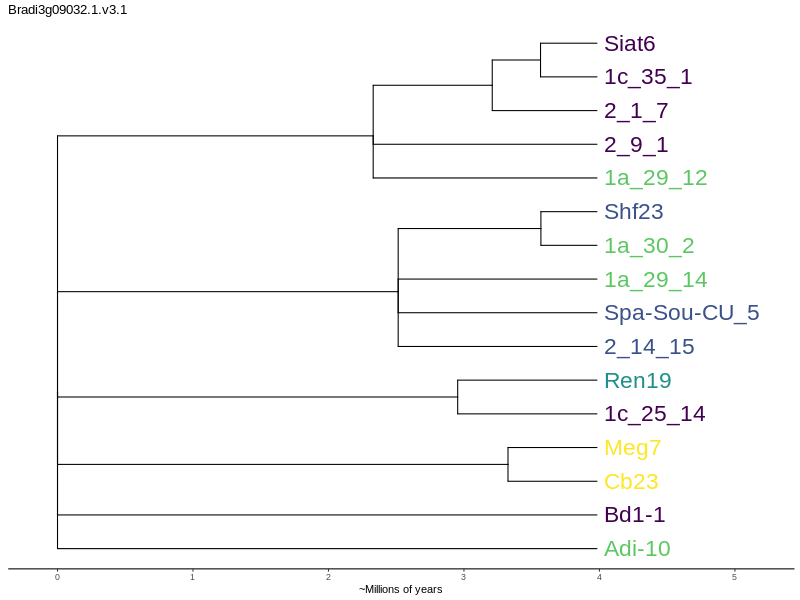 Bradi3g09032.1.v3.1
Siat6
1c_35_1
2_1_7
2_9_1
1a_29_12
Shf23
1a_30_2
1a_29_14
Spa-Sou-CU_5
2_14_15
Ren19
1c_25_14
Meg7
Cb23
Bd1-1
Adi-10
0 1 2 3 4 5
~Millions of years